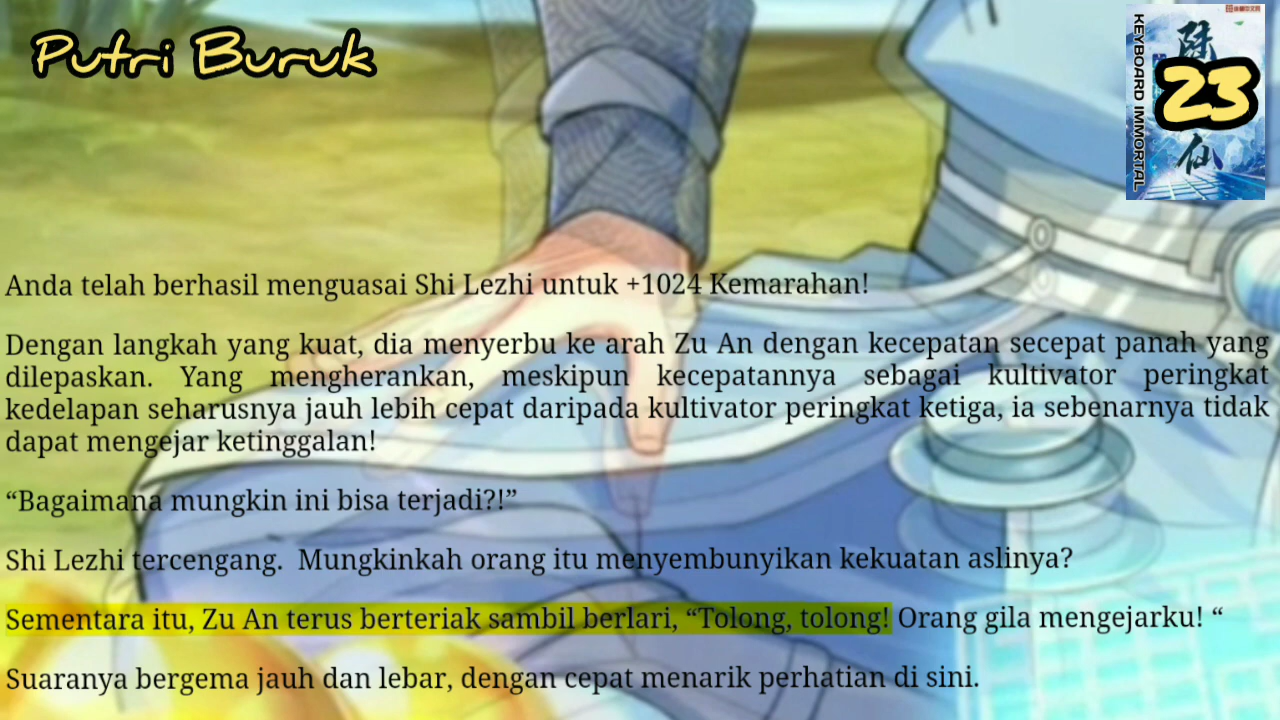 Putri Buruk
KEYBOARD IMMORTAL
23
仙
Anda telah berhasil menguasai Shi Lezhi untuk +1024 Kemarahan!
Dengan langkah yang kuat, dia menyerbu ke arah Zu An dengan kecepatan secepat panah yang
dilepaskan. Yang mengherankan, meskipun kecepatannya sebagai kultivator peringkat
kedelapan seharusnya jauh lebih cepat daripada kultivator peringkat ketiga, ia sebenarnya tidak
dapat mengejar ketinggalan!
“Bagaimana mungkin ini bisa terjadi?!”
Shi Lezhi tercengang.  Mungkinkah orang itu menyembunyikan kekuatan aslinya?
Sementara itu, Zu An terus berteriak sambil berlari, “Tolong, tolong! Orang gila mengejarku! “
Suaranya bergema jauh dan lebar, dengan cepat menarik perhatian di sini.